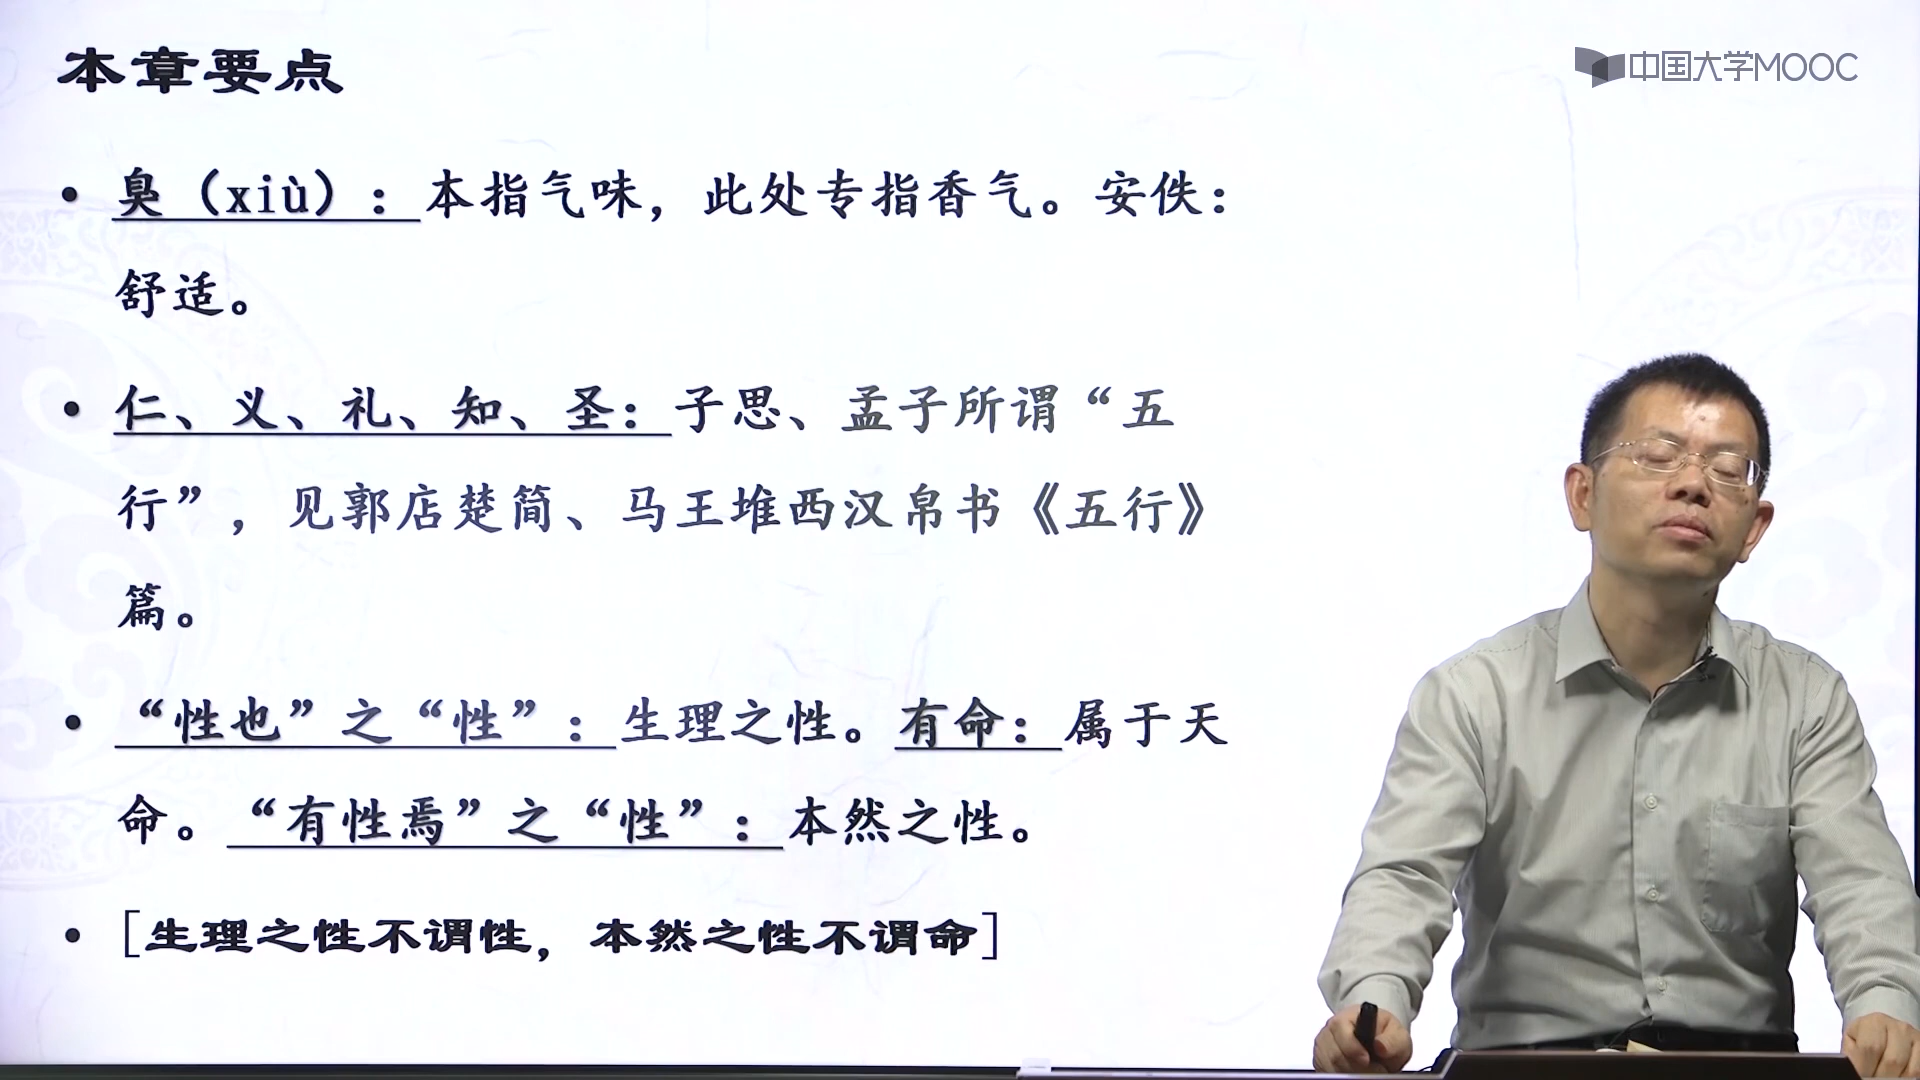 本章要点
中国大学MOOC
• 臭（xiù）：本指气味，此处专指香气。安佚：
舒适。
• 仁、义、礼、知、圣：子思、孟子所谓“五
行”，见郭店楚简、马王堆西汉帛书《五行》
篇。
• “性也”之“性”：生理之性。有命：属于天
命。“有性焉”之“性”：本然之性。
• [生理之性不谓性，本然之性不谓命]